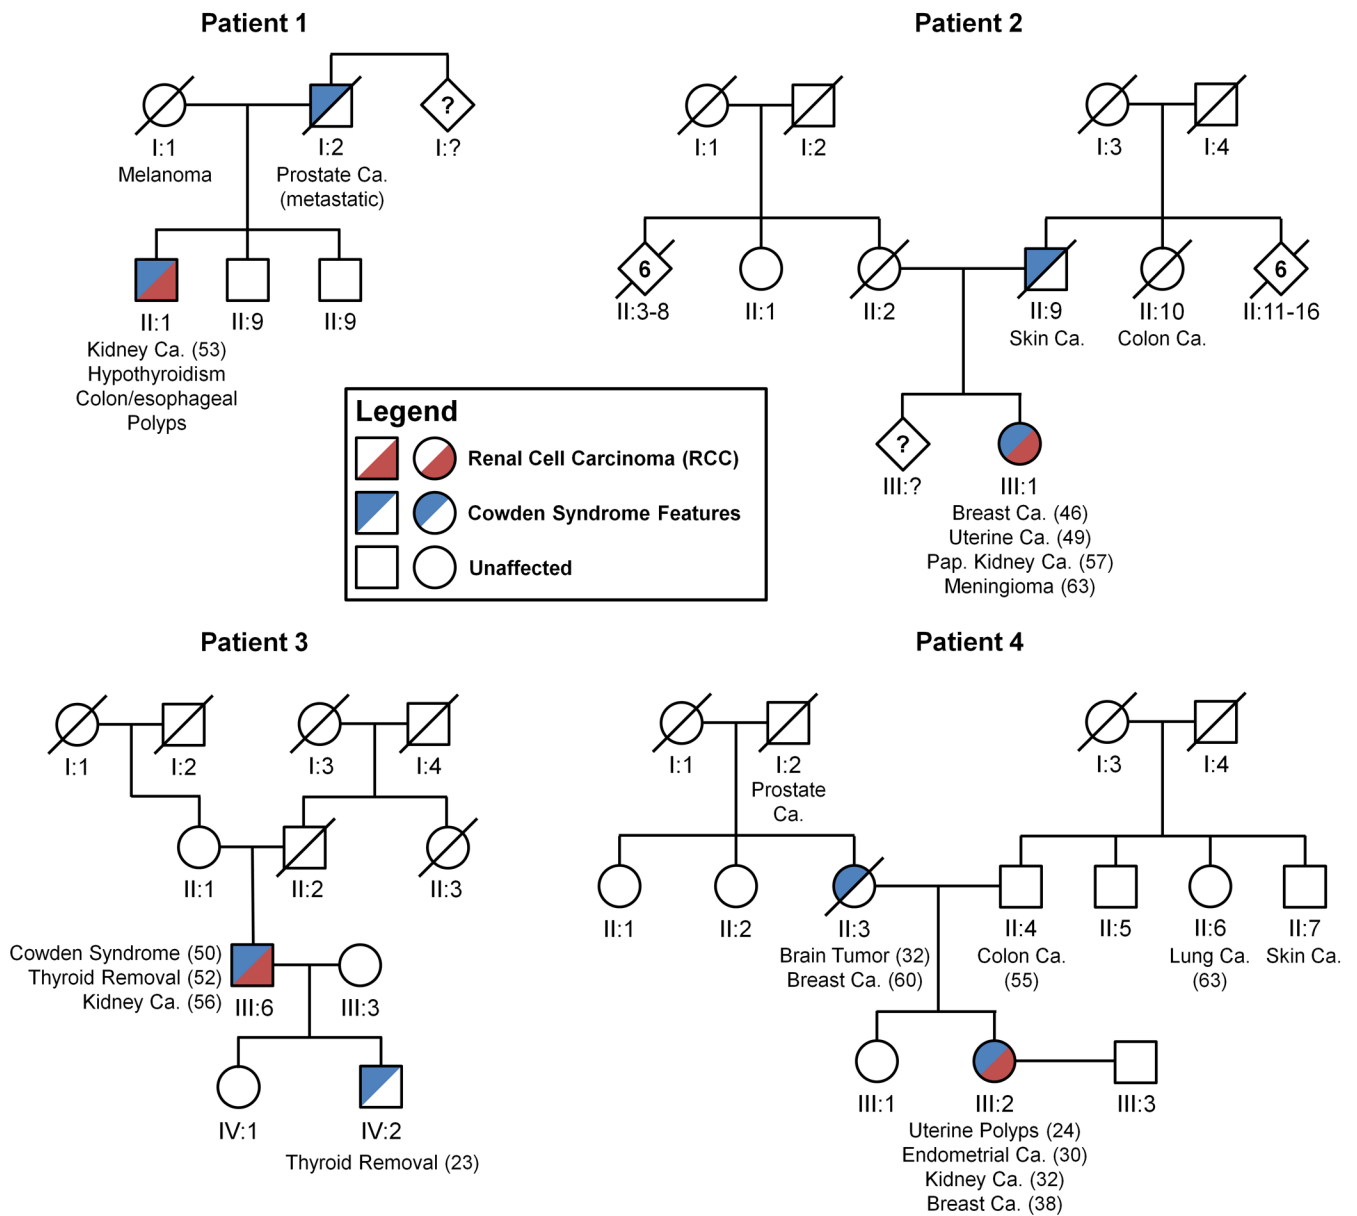 Patient 1
?
I:1
I:2
I:?
Melanoma
Prostate Ca.
(metastatic)
II:1
II:9
II:9
Kidney Ca. (53)
Hypothyroidism
Colon/esophageal
Polyps
Patient 2
I:1
I:2
I:3
I:4
6
6
II:3-8
II:1
II:2
II:9
II:10
II:11-16
Skin Ca.
Colon Ca.
?
III:?
III:1
Breast Ca. (46)
Uterine Ca. (49)
Pap. Kidney Ca. (57)
Meningioma (63)
Legend
Renal Cell Carcinoma (RCC)
Cowden Syndrome Features
Unaffected
Patient 3
I:1
I:2
I:3
I:4
II:1
II:2
II:3
Cowden Syndrome (50)
Thyroid Removal (52)
Kidney Ca. (56)
III:6
III:3
IV:1
IV:2
Thyroid Removal (23)
Patient 4
I:1
I:2
I:3
I:4
Prostate
Ca.
II:1
II:2
II:3
II:4
II:5
II:6
II:7
Brain Tumor (32)
Breast Ca. (60)
Colon Ca.
(55)
Lung Ca.
(63)
Skin Ca.
III:1
III:2
III:3
Uterine Polyps (24)
Endometrial Ca. (30)
Kidney Ca. (32)
Breast Ca. (38)